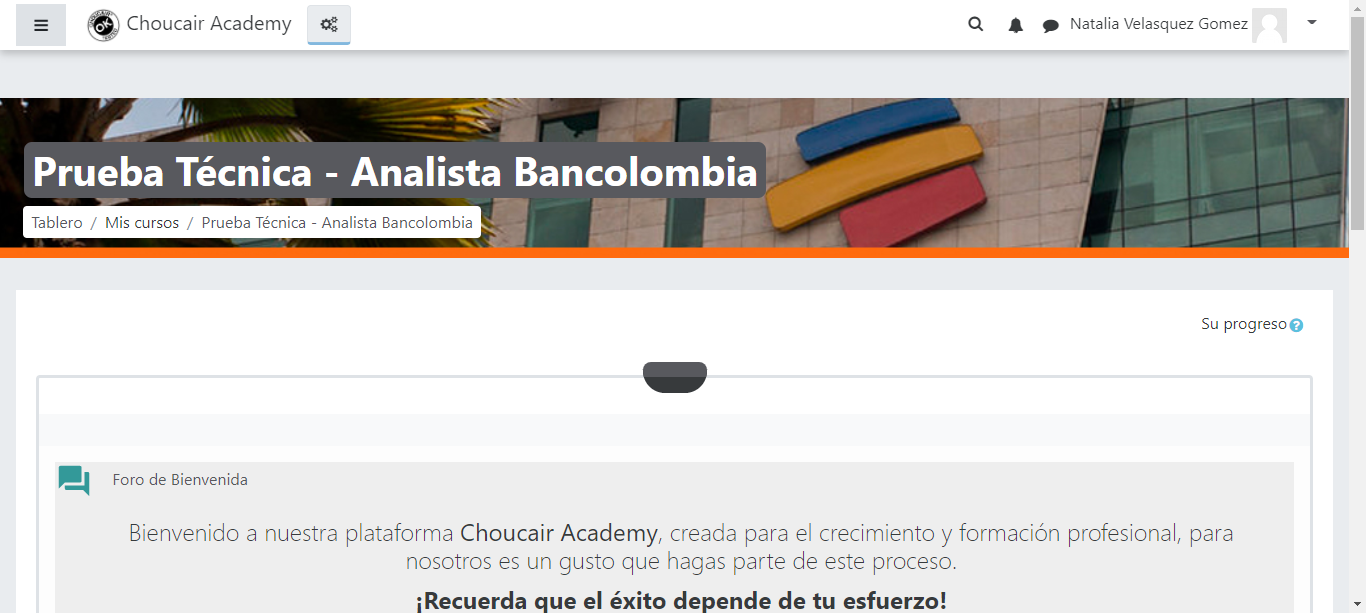 Choucair Academy
Natalia Velasquez Gomez
Prueba Técnica - Analista Bancolombia
Tablero / Mis cursos / Prueba Técnica - Analista Bancolombia
Su progreso
Foro de Bienvenida
Bienvenido a nuestra plataforma Choucair Academy, creada para el crecimiento y formación profesional, para
nosotros es un gusto que hagas parte de este proceso.
¡Recuerda que el éxito depende de tu esfuerzo!